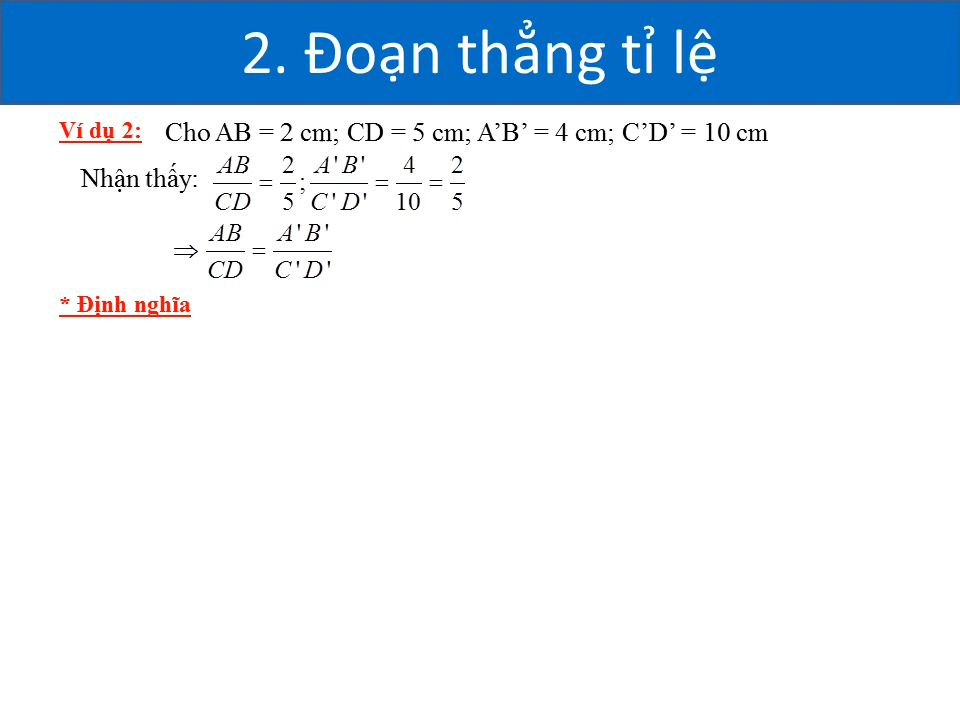 2. Đoạn thẳng tỉ lệ
Ví dụ 2: Cho AB = 2 cm; CD = 5 cm; A’B’ = 4 cm; C’D’ = 10 cm
Nhận thấy: AB/CD = 2/5; A'B'/C'D' = 4/10 = 2/5
⇒ AB/CD = A'B'/C'D'
* Định nghĩa